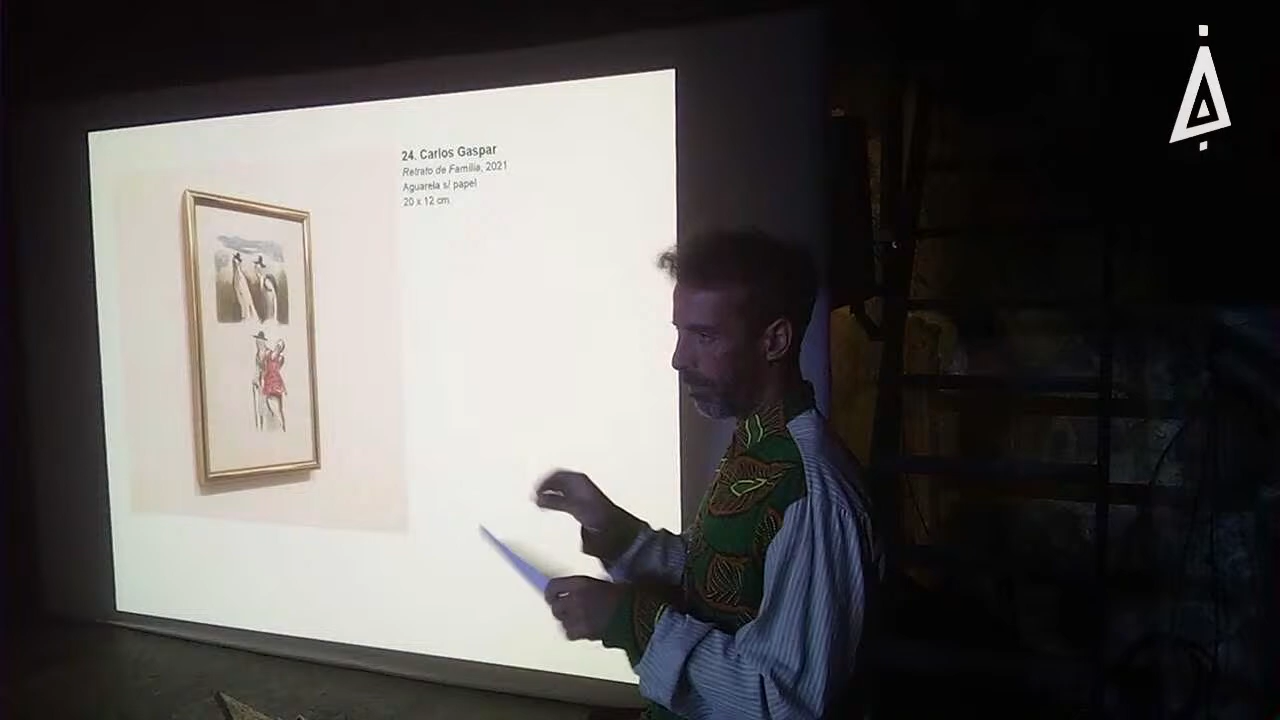 24. Carlos Gaspar
Retrato de Família, 2021
Aguarela s/ papel
20 x 12 cm